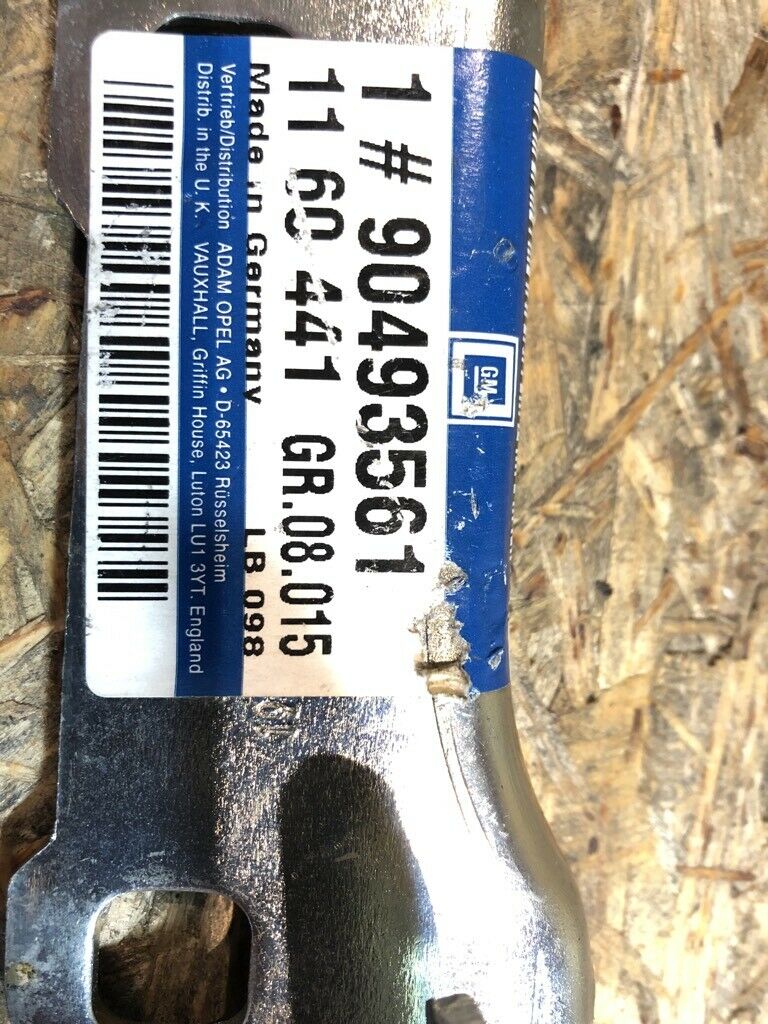 GM
1 # 90493561
11 60 441 GR.08.015
Made in Germany LB 098
Vertrieb/Distribution ADAM OPEL AG • D-65423 Rüsselsheim
Distrib. in the U. K. VAUXHALL, Griffin House, Luton LU1 3YT. England